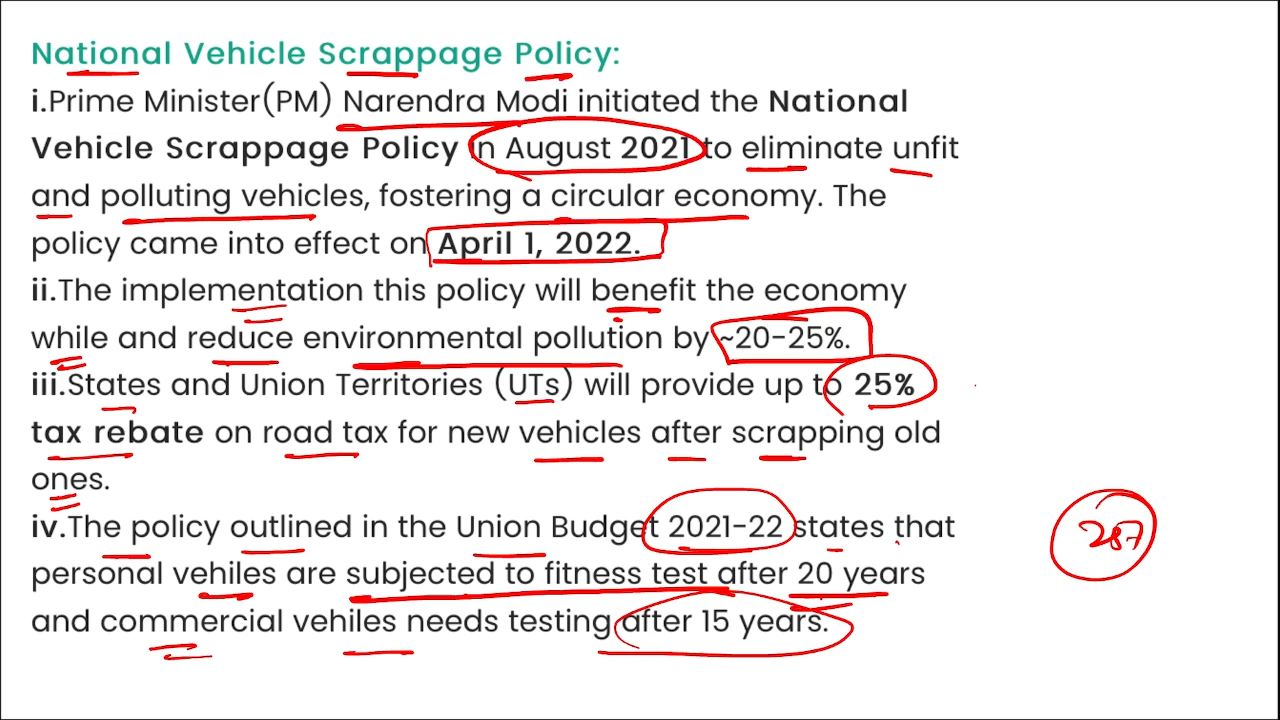 National Vehicle Scrappage Policy:
i.Prime Minister(PM) Narendra Modi initiated the National
Vehicle Scrappage Policy in August 2021 to eliminate unfit
and polluting vehicles, fostering a circular economy. The
policy came into effect on April 1, 2022.
ii.The implementation this policy will benefit the economy
while and reduce environmental pollution by ~20-25%.
iii.States and Union Territories (UTs) will provide up to 25%
tax rebate on road tax for new vehicles after scrapping old
ones.
iv.The policy outlined in the Union Budget 2021-22 states that
personal vehiles are subjected to fitness test after 20 years
and commercial vehiles needs testing after 15 years.
287